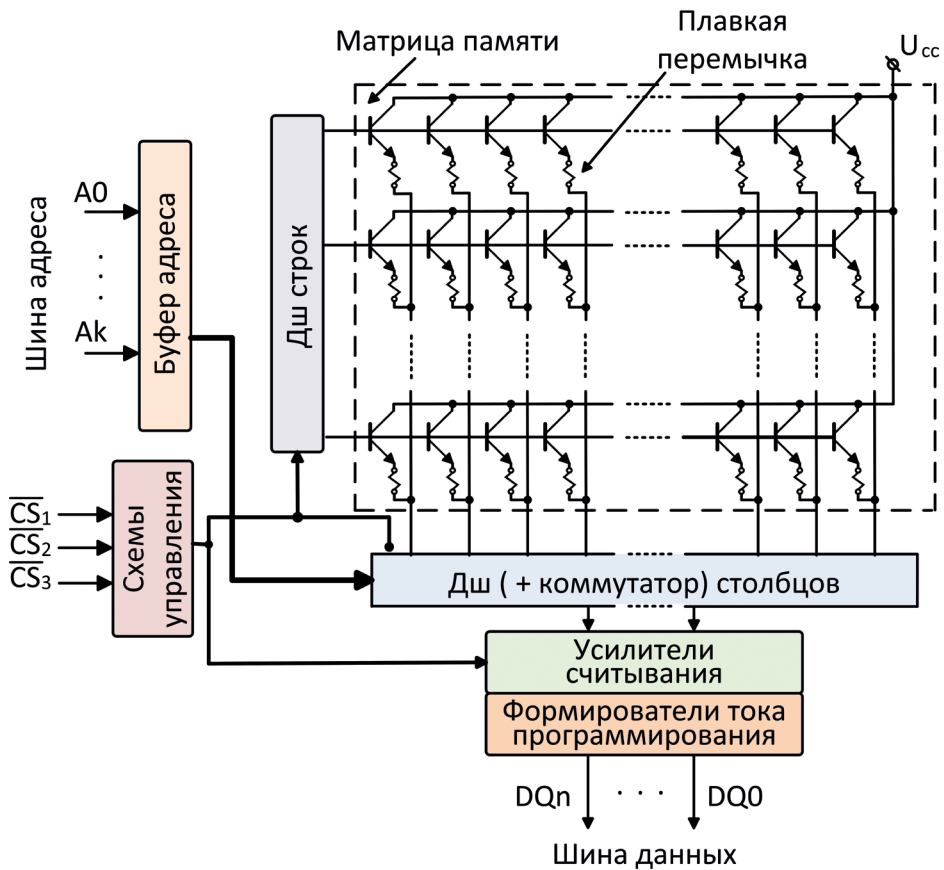 Матрица памяти
Плавкая
перемычка
U cc
Шина адреса
A0
Ak
Буфер адреса
Дш строк
CS1
CS2
CS3
Схемы
управления
Дш ( + коммутатор) столбцов
Усилители
считывания
Формирователи тока
программирования
DQn
DQ0
Шина данных